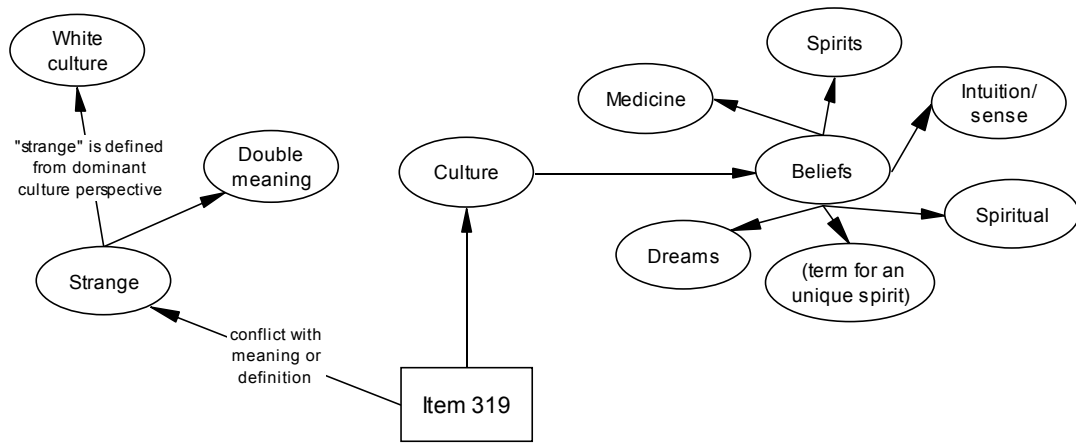 White
culture
"strange" is defined
from dominant
culture perspective
Double
meaning
Strange
conflict with
meaning or
definition
Item 319
Culture
Beliefs
Medicine
Spirits
Intuition/
sense
Spiritual
(term for an
unique spirit)
Dreams